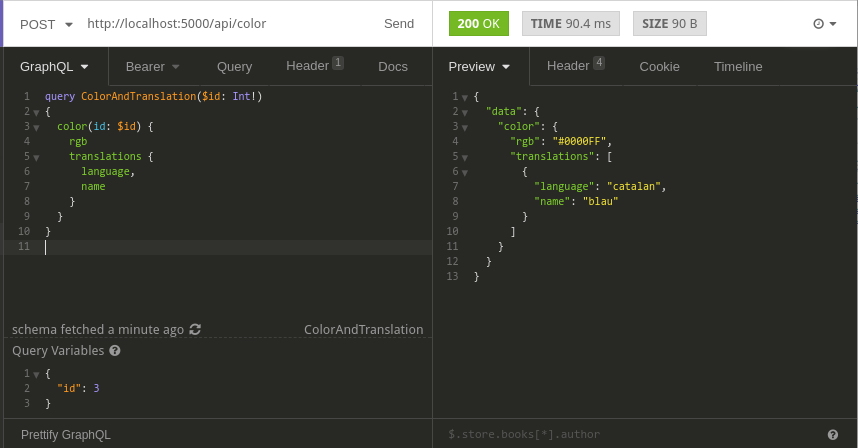 POST http://localhost:5000/api/color Send 200 OK TIME 90.4 ms SIZE 90 B
GraphQL Bearer Query Header 1 Docs
1 query ColorAndTranslation($id: Int!)
2 {
3 color(id: $id) {
4 rgb
5 translations {
6 language,
7 name
8 }
9 }
10 }
11
schema fetched a minute ago ColorAndTranslation
Query Variables ?
1 {
2 "id": 3
3 }
Prettify GraphQL
Preview Header 4 Cookie Timeline
1 {
2 "data": {
3 "color": {
4 "rgb": "#0000FF",
5 "translations": [
6 {
7 "language": "catalan",
8 "name": "blau"
9 }
10 ]
11 }
12 }
13 }
$.store.books[*].author ?